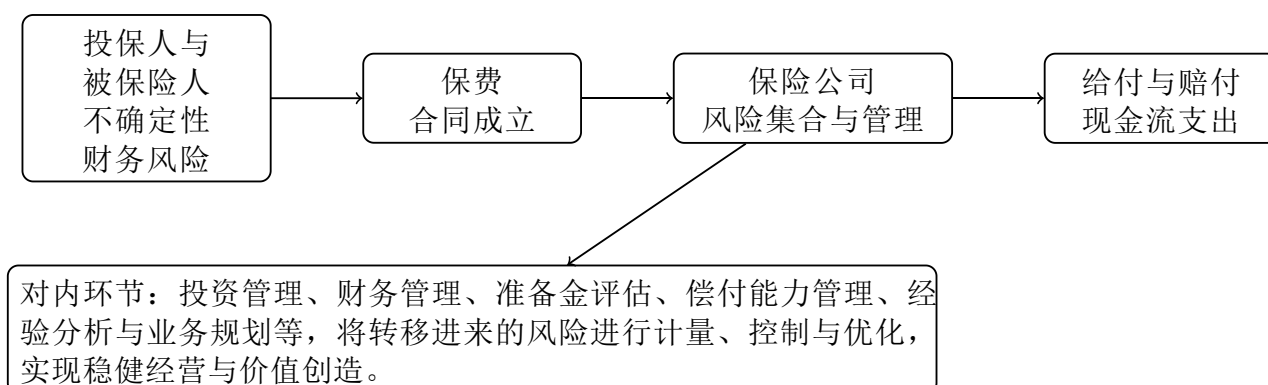 投保人与
被保险人
不确定性
财务风险
保费
合同成立
保险公司
风险集合与管理
给付与赔付
现金流支出
对内环节：投资管理、财务管理、准备金评估、偿付能力管理、经
验分析与业务规划等，将转移进来的风险进行计量、控制与优化，
实现稳健经营与价值创造。